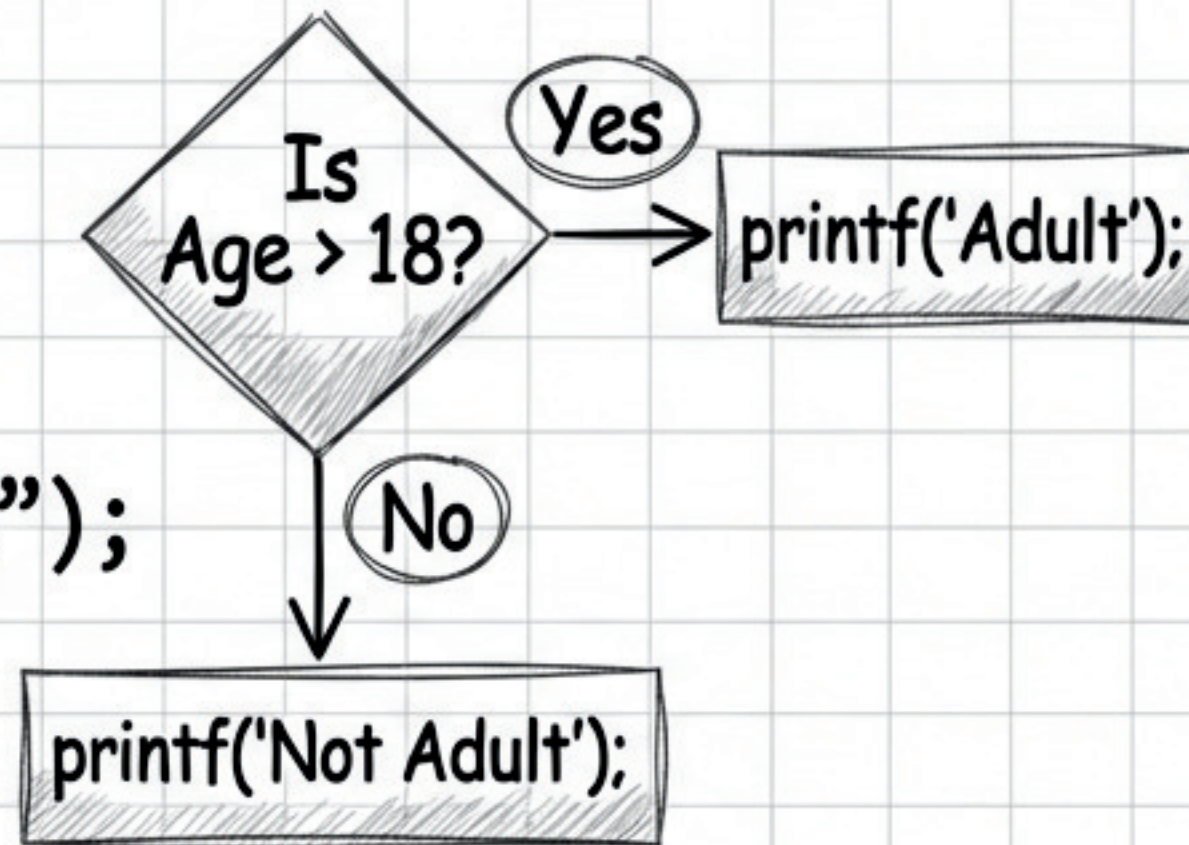 Is
Age > 18?
Yes
printf('Adult');
”);
No
printf('Not Adult');